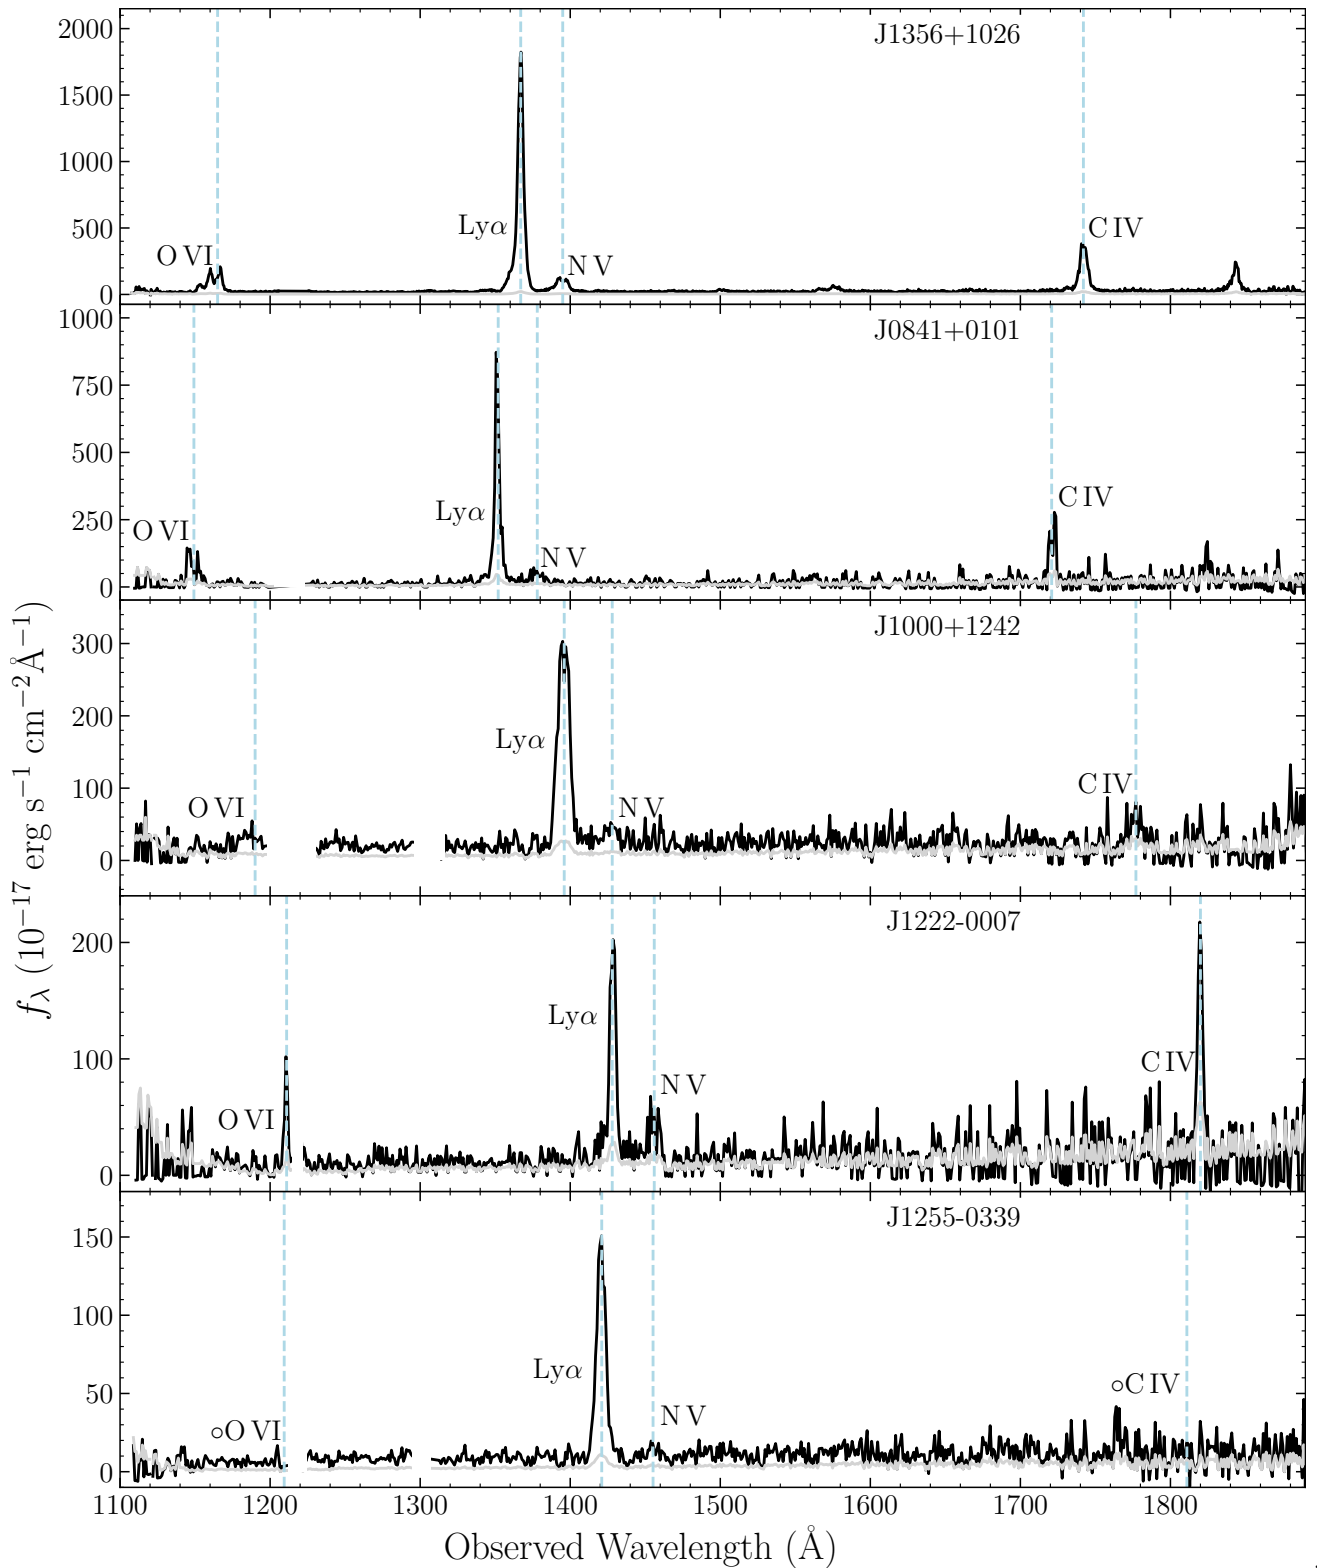 J1356+1026
2000
1500
1000
500
0
O VI
Lyα
N V
C IV
J0841+0101
1000
750
500
250
0
O VI
Lyα
N V
C IV
J1000+1242
300
200
100
0
O VI
Lyα
N V
C IV
J1222-0007
200
100
0
O VI
Lyα
N V
C IV
J1255-0339
150
100
50
0
○O VI
Lyα
N V
○C IV
1100 1200 1300 1400 1500 1600 1700 1800
Observed Wavelength (Å)
fλ (10⁻¹⁷ erg s⁻¹ cm⁻²Å⁻¹)